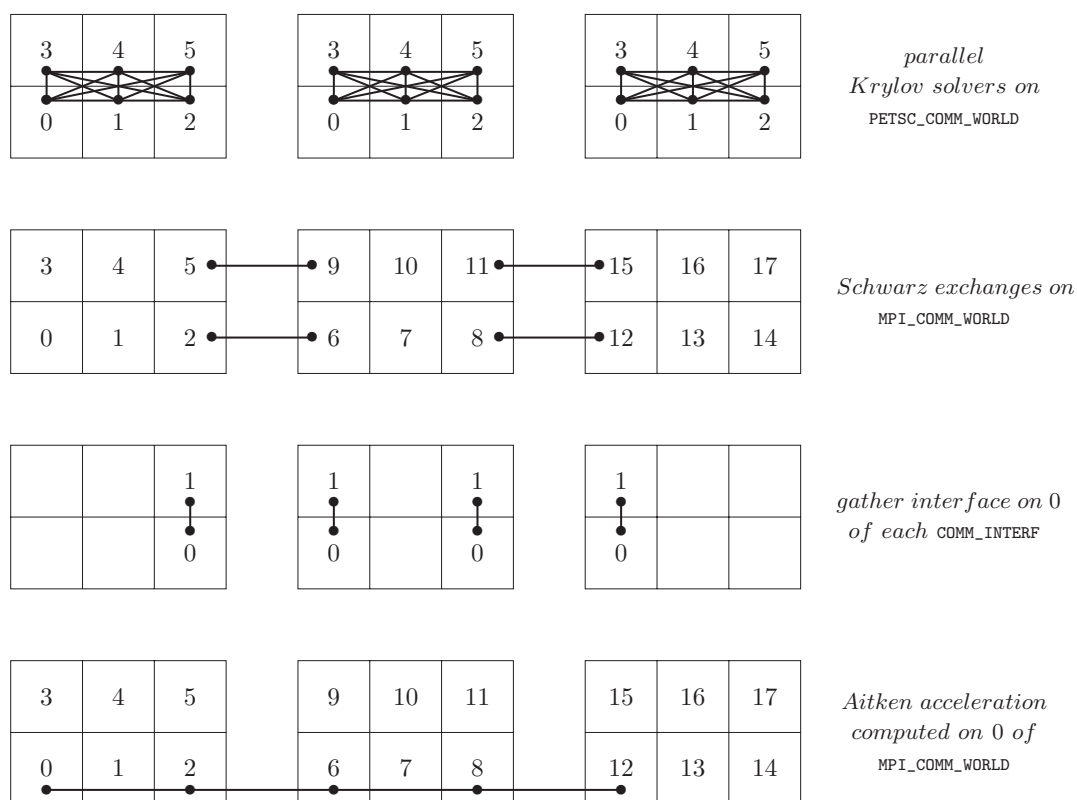 3 4 5 3 4 5 3 4 5
parallel
Krylov solvers on
0 1 2 0 1 2 0 1 2
PETSC_COMM_WORLD
3 4 5 9 10 11 15 16 17
Schwarz exchanges on
MPI_COMM_WORLD
0 1 2 6 7 8 12 13 14
1 1 1 1
gather interface on 0
of each COMM_INTERF
0 0 0 0
3 4 5 9 10 11 15 16 17
Aitken acceleration
computed on 0 of
MPI_COMM_WORLD
0 1 2 6 7 8 12 13 14